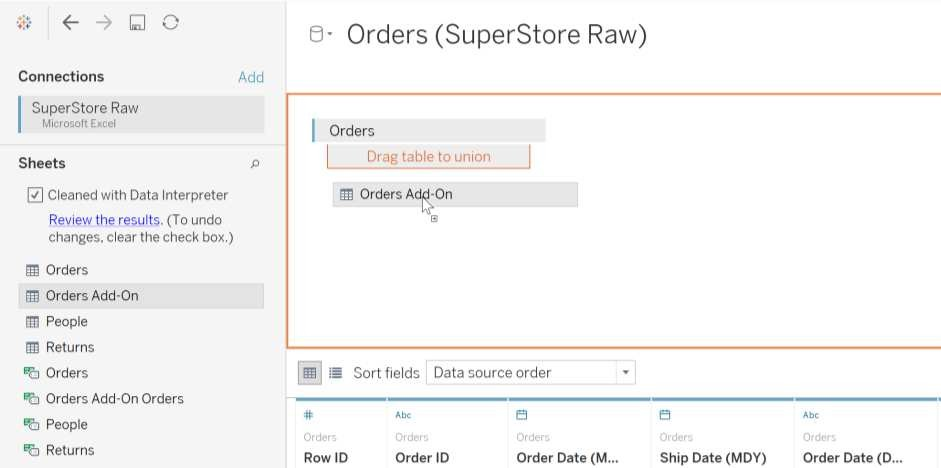 Orders (SuperStore Raw)
Connections
Add
SuperStore Raw
Microsoft Excel
Sheets
Cleaned with Data Interpreter
Review the results. (To undo
changes, clear the check box.)
Orders
Orders Add-On
People
Returns
Orders
Orders Add-On Orders
People
Returns
Orders
Drag table to union
Orders Add-On
Sort fields
Data source order
# Abc Abc
Orders Orders Orders Orders Orders
Row ID Order ID Order Date (M... Ship Date (MDY) Order Date (D...